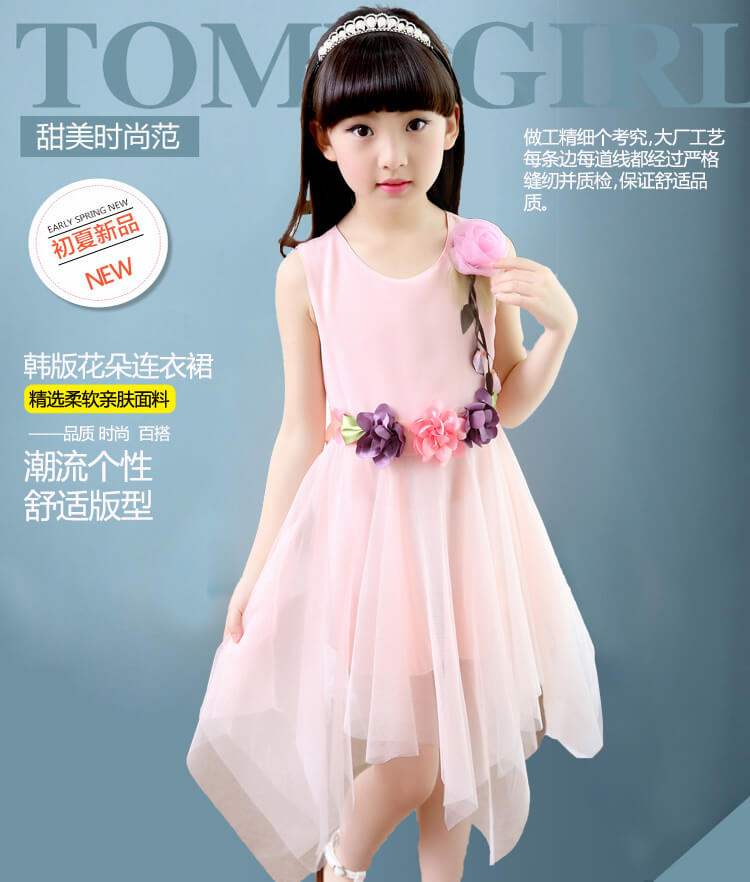 TOM GIRL
甜美时尚范
做工精细个考究,大厂工艺
每条边每道线都经过严格
缝纫并质检,保证舒适品
质。
EARLY SPRING NEW
初夏新品
NEW
韩版花朵连衣裙
精选柔软亲肤面料
——品质 时尚 百搭
潮流个性
舒适版型